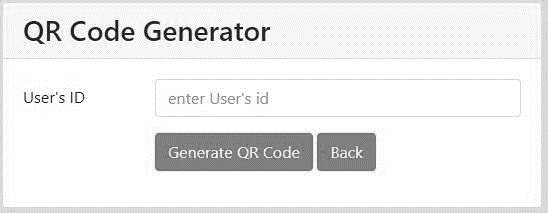 QR Code Generator
User's ID
enter User's id
Generate QR Code
Back